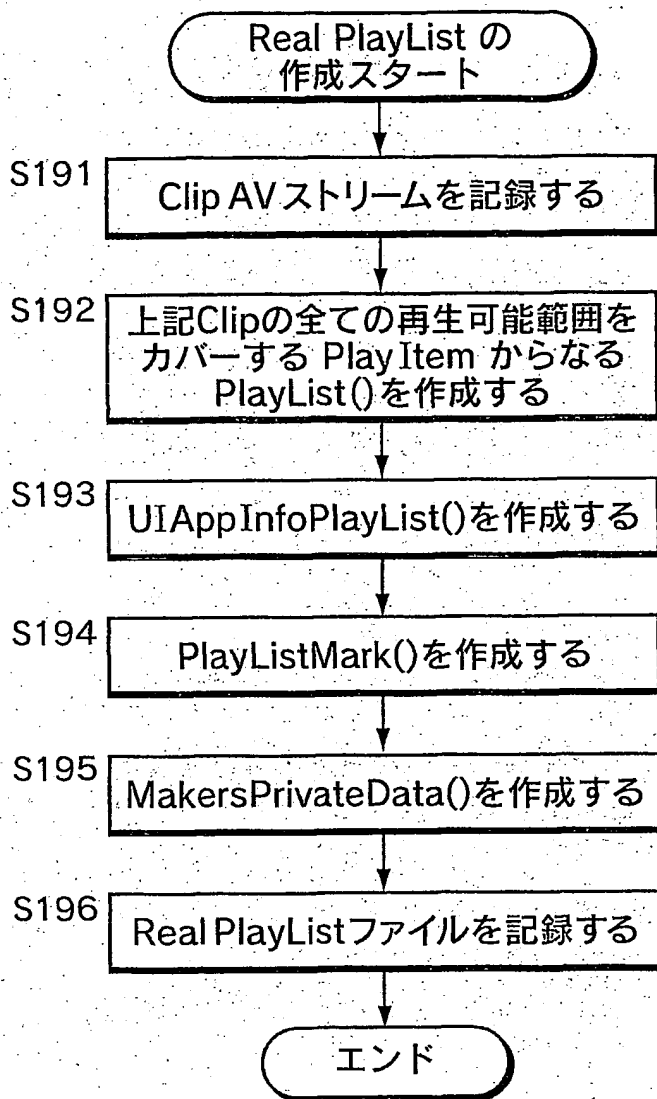 Real PlayList の
作成スタート
S191
Clip AVストリームを記録する
S192
上記Clipの全ての再生可能範囲を
カバーする PlayItem からなる
PlayList()を作成する
S193
UIAppInfoPlayList()を作成する
S194
PlayListMark()を作成する
S195
MakersPrivateData()を作成する
S196
Real PlayListファイルを記録する
エンド